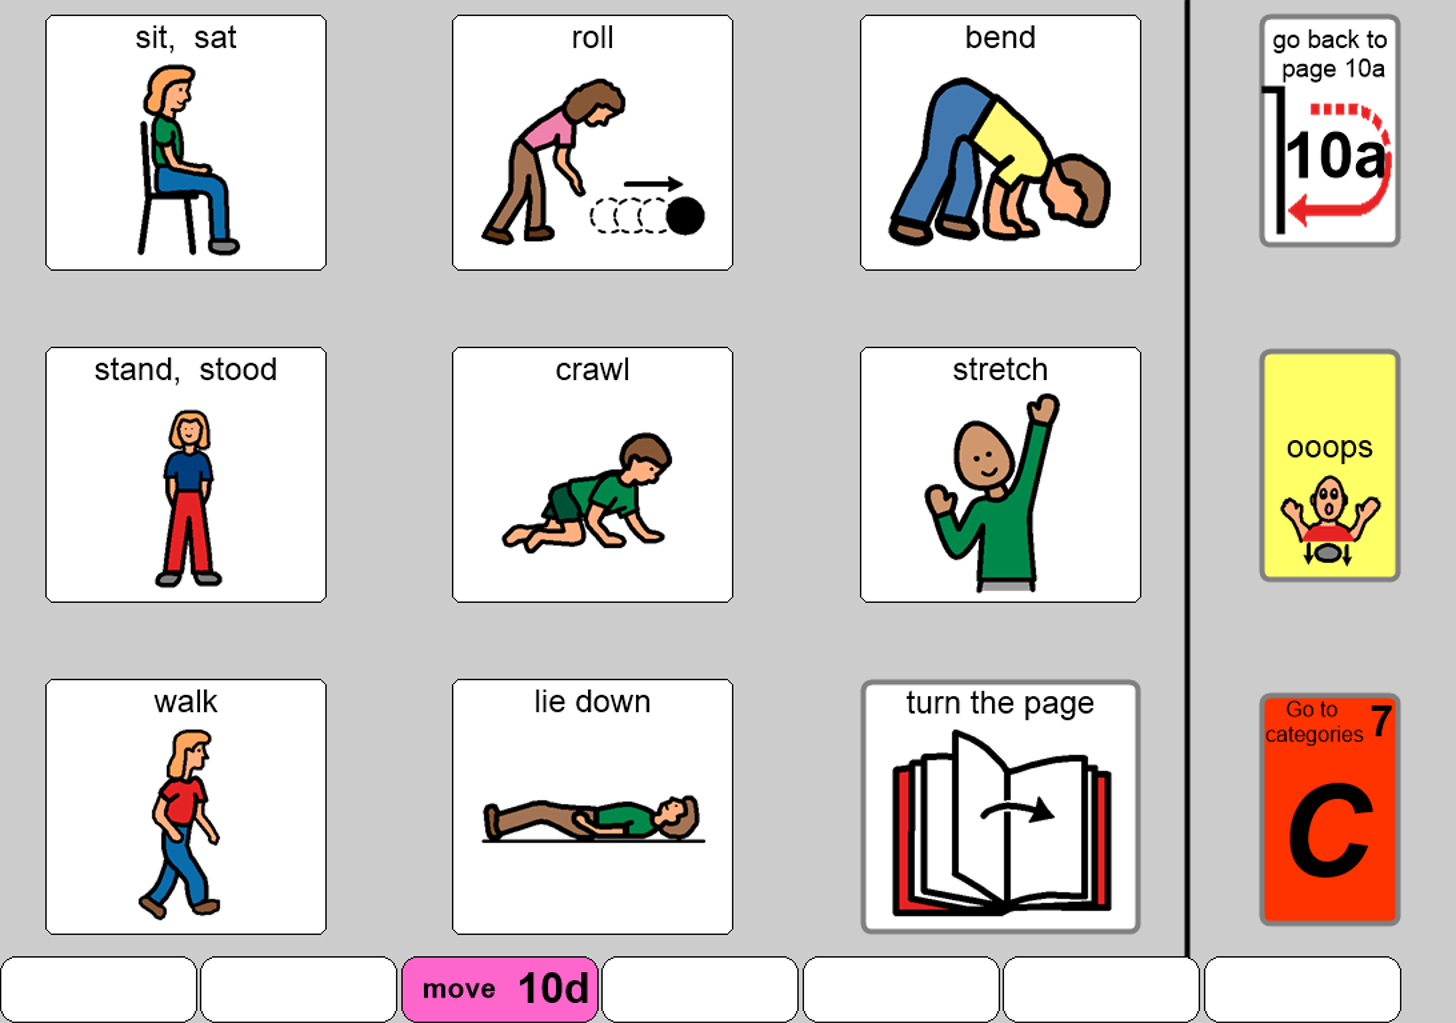 sit,  sat
roll
bend
go back to
page 10a
10a
stand,  stood
crawl
stretch
ooops
walk
lie down
turn the page
Go to
categories 7
C
move 10d